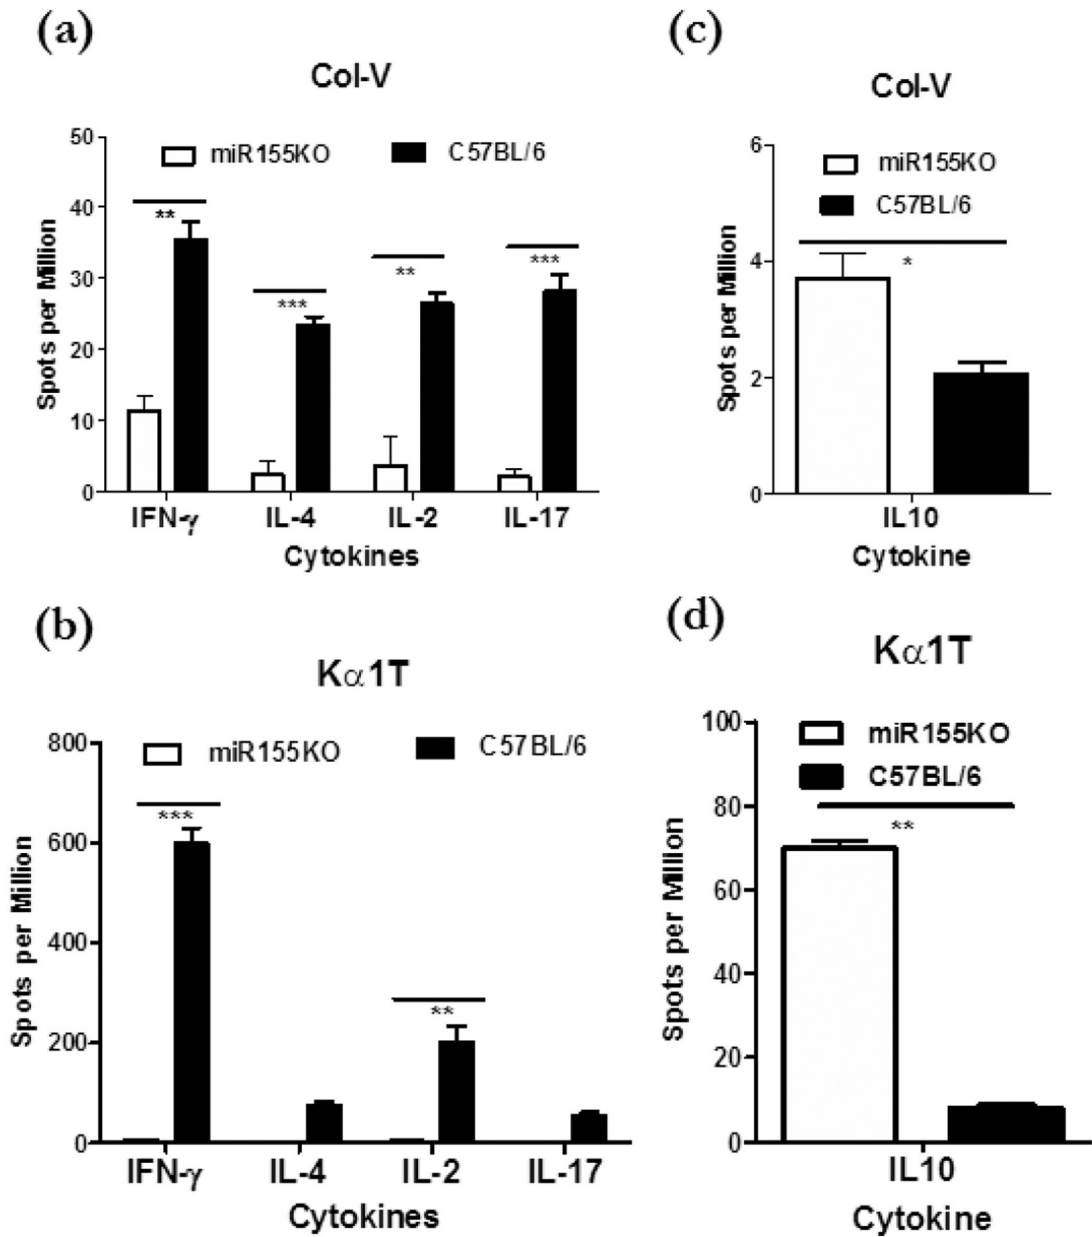 (a)
Col-V
miR155KO C57BL/6
Spots per Million
50
40
30
20
10
0
** *** ** ***
IFN-γ IL-4 IL-2 IL-17
Cytokines
(c)
Col-V
miR155KO
C57BL/6
Spots per Million
6
4
2
0
*
IL10
Cytokine
(b)
Kα1T
miR155KO C57BL/6
Spots per Million
800
600
400
200
0
*** **
IFN-γ IL-4 IL-2 IL-17
Cytokines
(d)
Kα1T
miR155KO
C57BL/6
Spots per Million
100
80
60
40
20
0
**
IL10
Cytokine